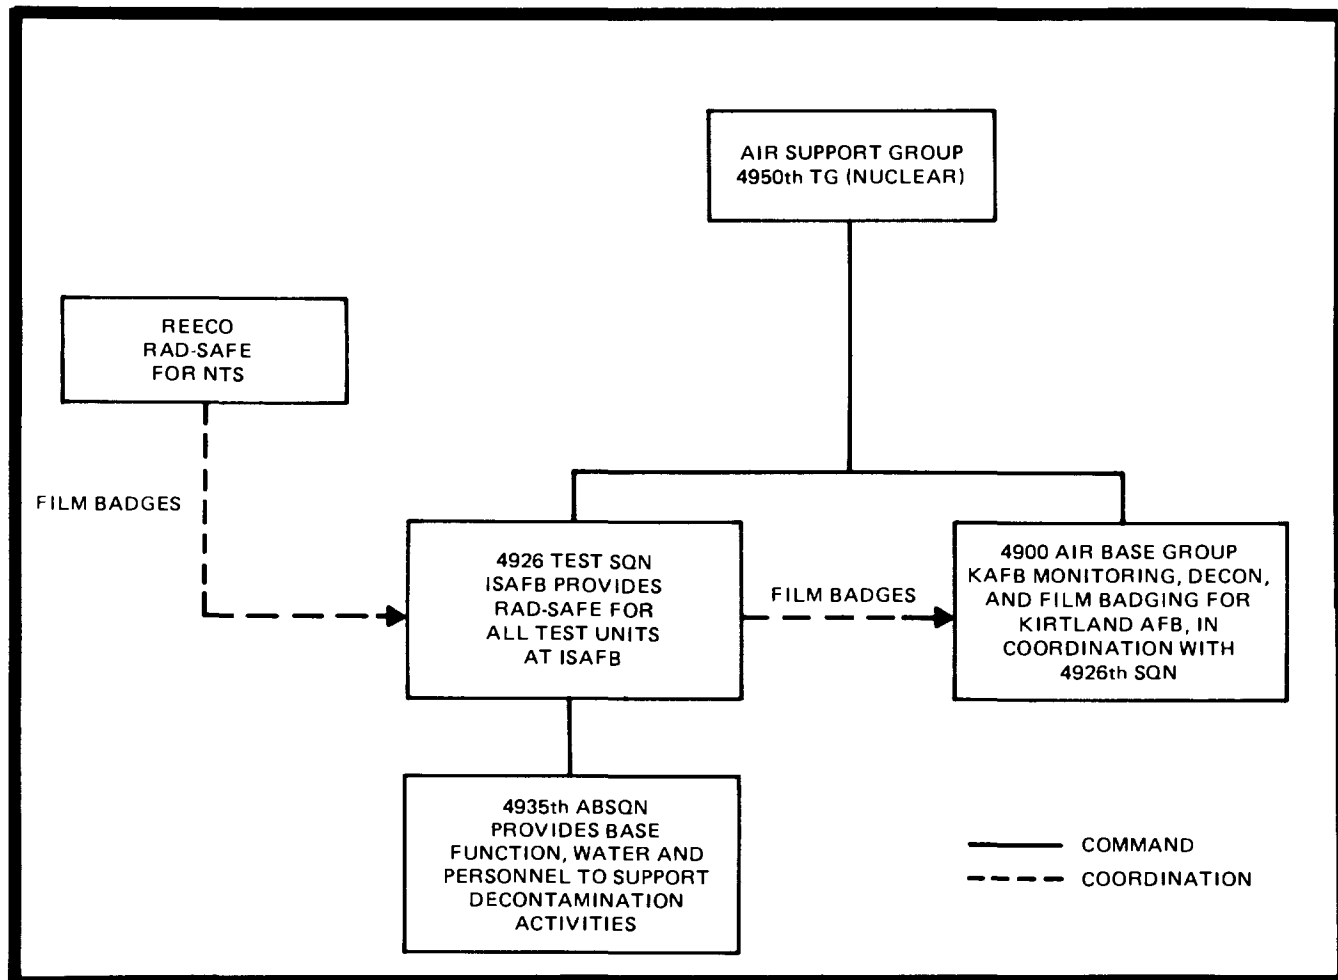 AIR SUPPORT GROUP
4950th TG (NUCLEAR)
REECO
RAD-SAFE
FOR NTS
FILM BADGES
4926 TEST SQN
ISAFB PROVIDES
RAD-SAFE FOR
ALL TEST UNITS
AT ISAFB
FILM BADGES
4900 AIR BASE GROUP
KAFB MONITORING, DECON,
AND FILM BADGING FOR
KIRTLAND AFB, IN
COORDINATION WITH
4926th SQN
4935th ABSQN
PROVIDES BASE
FUNCTION, WATER AND
PERSONNEL TO SUPPORT
DECONTAMINATION
ACTIVITIES
COMMAND
COORDINATION